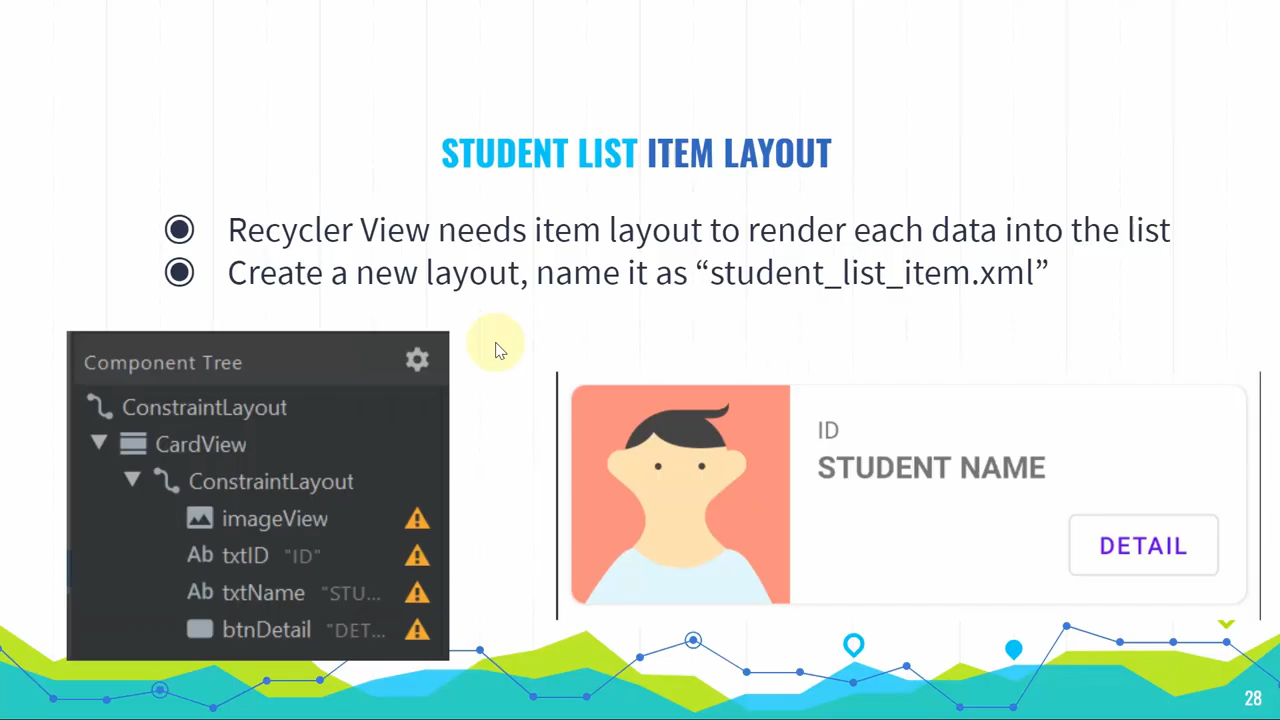 STUDENT LIST ITEM LAYOUT
Recycler View needs item layout to render each data into the list
Create a new layout, name it as “student_list_item.xml”
Component Tree
ConstraintLayout
CardView
ConstraintLayout
imageView
Ab txtID "ID"
Ab txtName "STU...
btnDetail "DET...
ID
STUDENT NAME
DETAIL
28